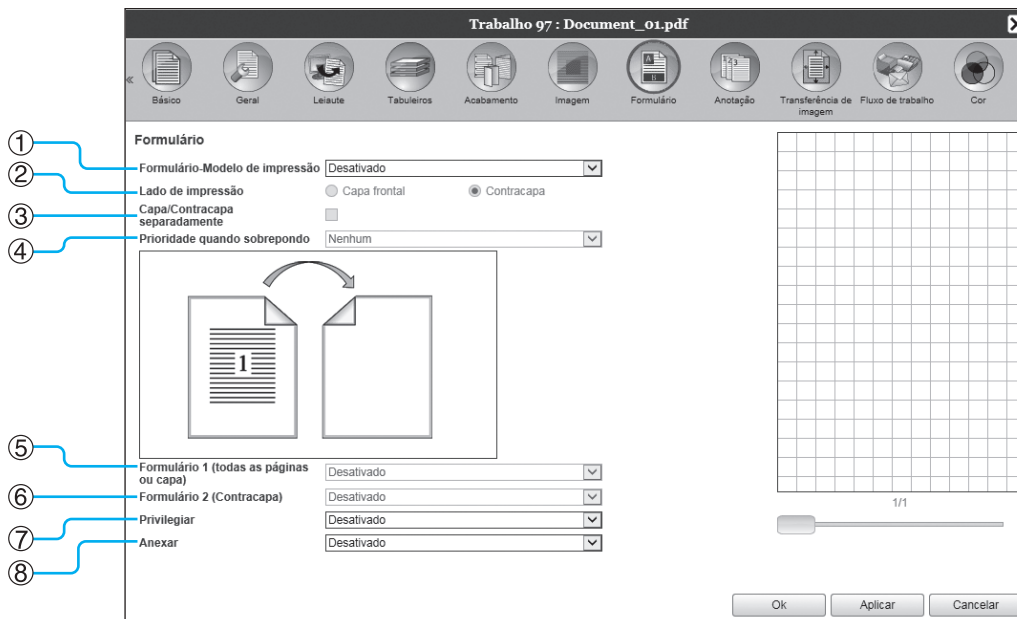 Trabalho 97 : Document_01.pdf
Básico
Geral
Leiaute
Tabuleiros
Acabamento
Imagem
Formulário
Anotação
Transferência de
imagem
Fluxo de trabalho
Cor
Formulário
1 Formulário-Modelo de impressão Desativado
2 Lado de impressão Capa frontal Contracapa
3 Capa/Contracapa
separadamente
4 Prioridade quando sobrepondo Nenhum
1
5 Formulário 1 (todas as páginas
ou capa) Desativado
6 Formulário 2 (Contracapa) Desativado
7 Privilegiar Desativado
8 Anexar Desativado
1/1
Ok Aplicar Cancelar